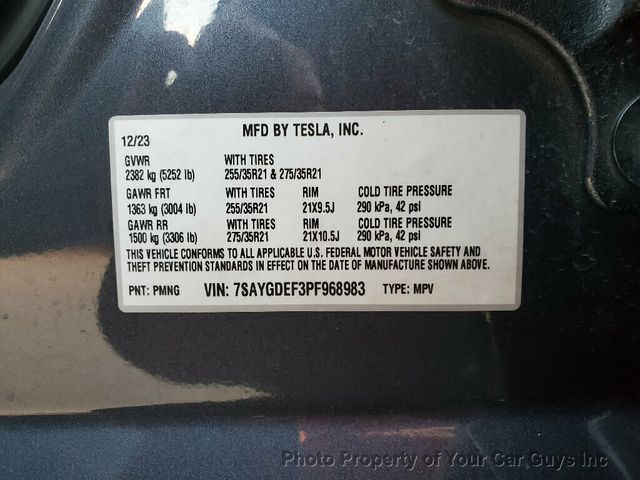 MFD BY TESLA, INC.
12/23
GVWR WITH TIRES
2382 kg (5252 lb) 255/35R21 & 275/35R21
GAWR FRT WITH TIRES RIM COLD TIRE PRESSURE
1363 kg (3004 lb) 255/35R21 21X9.5J 290 kPa, 42 psi
GAWR RR WITH TIRES RIM COLD TIRE PRESSURE
1500 kg (3306 lb) 275/35R21 21X10.5J 290 kPa, 42 psi
THIS VEHICLE CONFORMS TO ALL APPLICABLE U.S. FEDERAL MOTOR VEHICLE SAFETY AND
THEFT PREVENTION STANDARDS IN EFFECT ON THE DATE OF MANUFACTURE SHOWN ABOVE.
PNT: PMNG VIN: 7SAYGDEF3PF968983 TYPE: MPV
Photo Property of Your Car Guys Inc